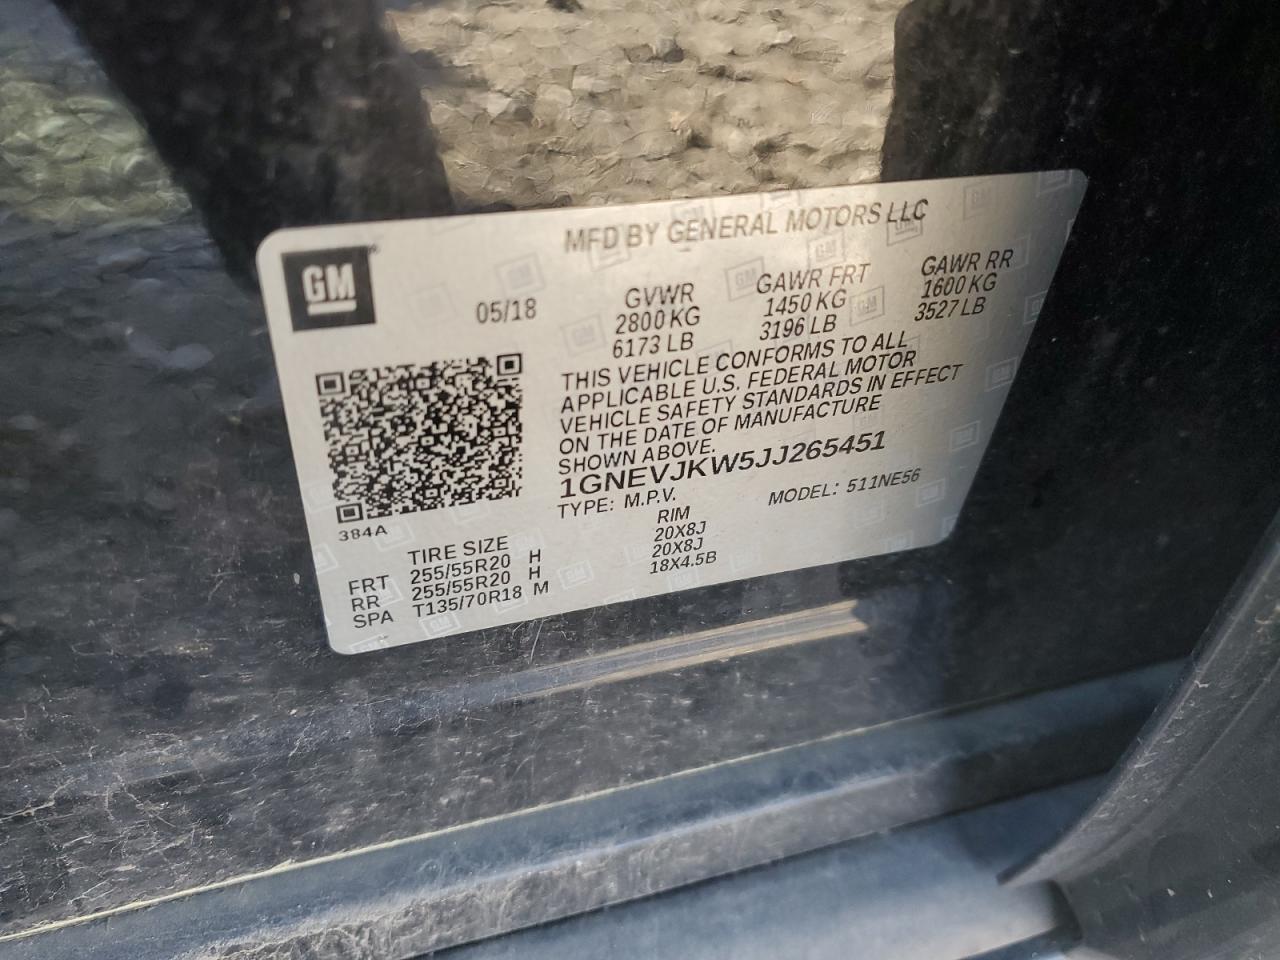 MFD BY GENERAL MOTORS LLC
GM
05/18
GVWR GAWR FRT GAWR RR
2800 KG 1450 KG 1600 KG
6173 LB 3196 LB 3527 LB
THIS VEHICLE CONFORMS TO ALL
APPLICABLE U.S. FEDERAL MOTOR
VEHICLE SAFETY STANDARDS IN EFFECT
ON THE DATE OF MANUFACTURE
SHOWN ABOVE.
1GNEVJKW5JJ265451
TYPE: M.P.V. MODEL: 511NE56
384A
TIRE SIZE RIM
FRT 255/55R20 H 20X8J
RR 255/55R20 H 20X8J
SPA T135/70R18 M 18X4.5B